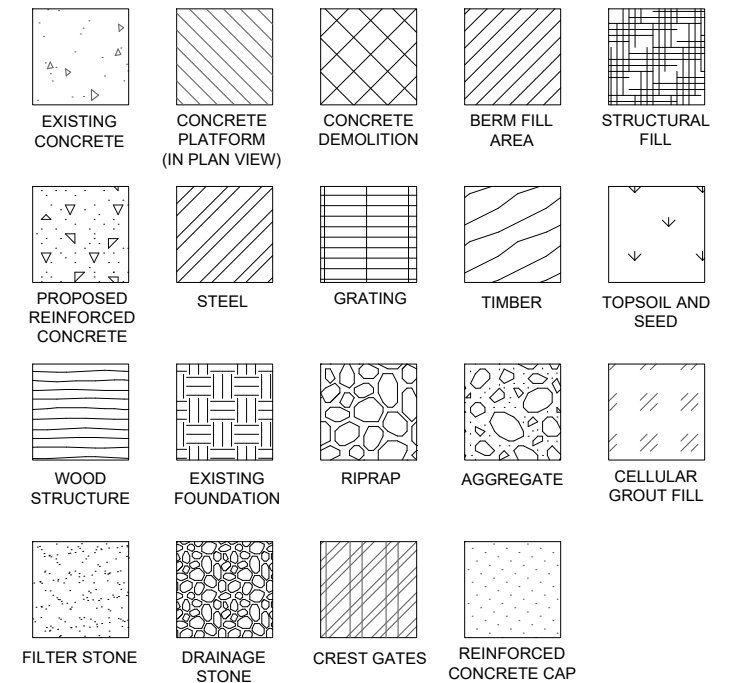 EXISTING
CONCRETE
CONCRETE
PLATFORM
(IN PLAN VIEW)
CONCRETE
DEMOLITION
BERM FILL
AREA
STRUCTURAL
FILL
PROPOSED
REINFORCED
CONCRETE
STEEL
GRATING
TIMBER
TOPSOIL AND
SEED
WOOD
STRUCTURE
EXISTING
FOUNDATION
RIPRAP
AGGREGATE
CELLULAR
GROUT FILL
FILTER STONE
DRAINAGE
STONE
CREST GATES
REINFORCED
CONCRETE CAP